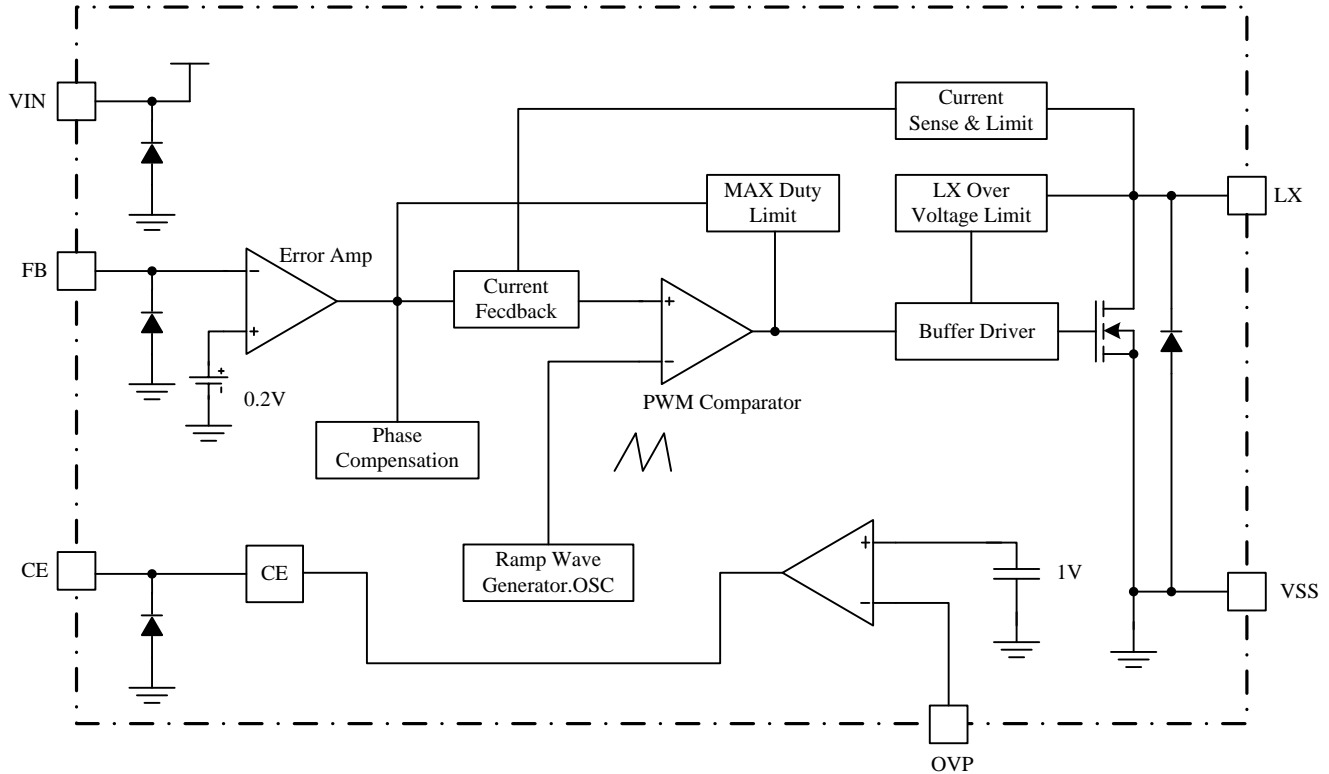 VIN
Current
Sense & Limit
MAX Duty
Limit
LX Over
Voltage Limit
LX
FB
Error Amp
−
+
Current
Fecdback
+
−
Buffer Driver
+
-
0.2V
PWM Comparator
Phase
Compensation
CE
CE
Ramp Wave
Generator.OSC
+
−
1V
VSS
OVP